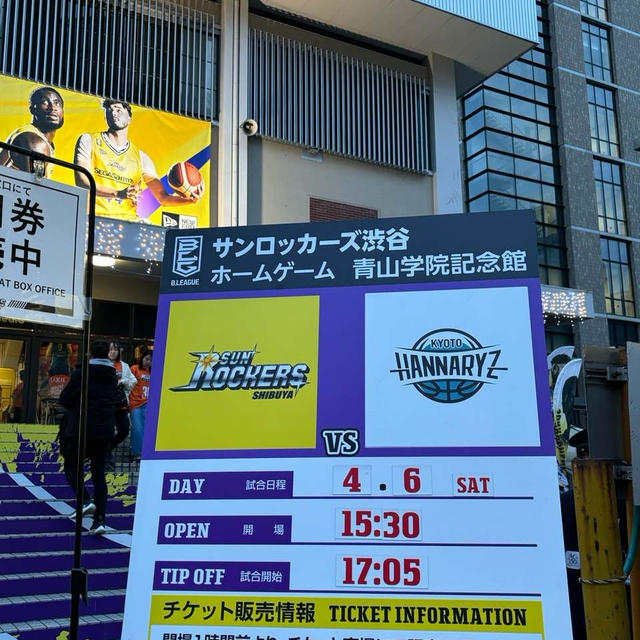 サンロッカーズ渋谷
ホームゲーム 青山学院記念館
B.LEAGUE
SUN
ROCKERS
SHIBUYA
VS
KYOTO
HANNARYZ
DAY 試合日程 4.6 SAT
OPEN 開場 15:30
TIP OFF 試合開始 17:05
チケット販売情報 TICKET INFORMATION
AT BOX OFFICE